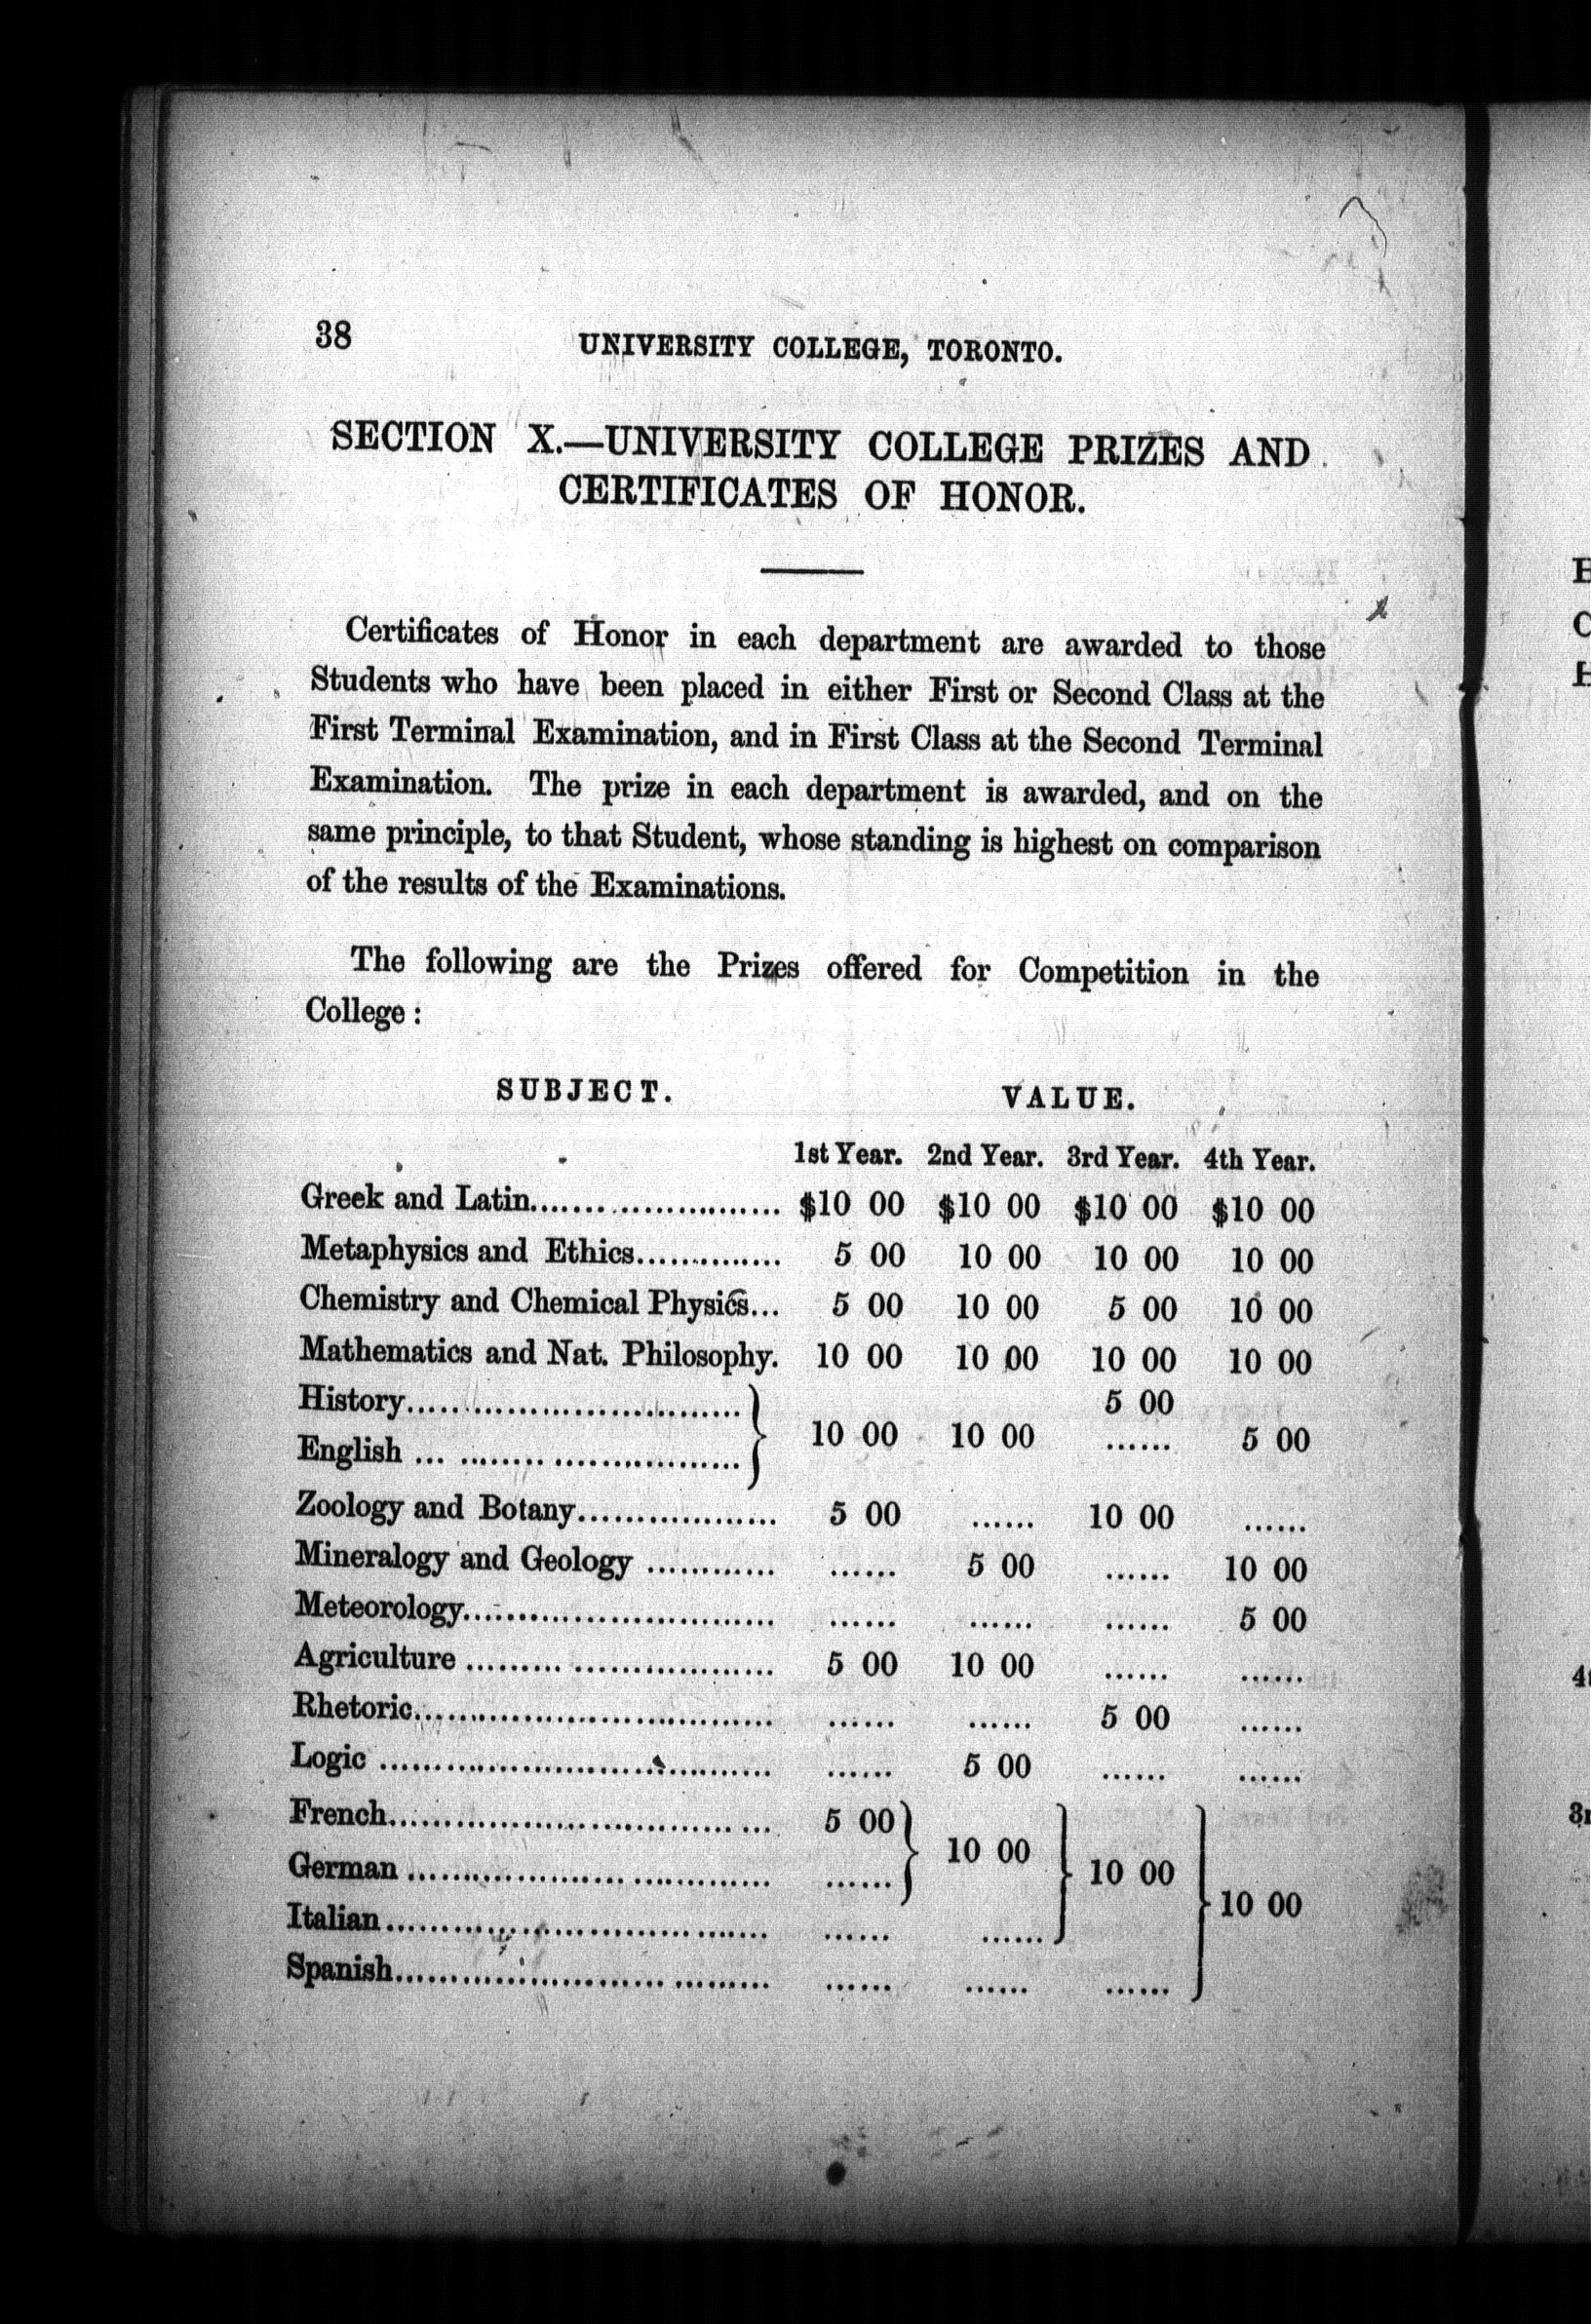 38
UNIVERSITY COLLEGE, TORONTO.
SECTION X.—UNIVERSITY COLLEGE PRIZES AND
CERTIFICATES OF HONOR.
Certificates of Honor in each department are awarded to those
Students who have been placed in either First or Second Class at the
First Terminal Examination, and in First Class at the Second Terminal
Examination. The prize in each department is awarded, and on the
same principle, to that Student, whose standing is highest on comparison
of the results of the Examinations.
The following are the Prizes offered for Competition in the
College:
SUBJECT. VALUE.
1st Year. 2nd Year. 3rd Year. 4th Year.
Greek and Latin........................... $10 00 $10 00 $10 00 $10 00
Metaphysics and Ethics............... 5 00 10 00 10 00 10 00
Chemistry and Chemical Physics... 5 00 10 00 5 00 10 00
Mathematics and Nat. Philosophy. 10 00 10 00 10 00 10 00
History.................................... 5 00
English ... .............................. } 10 00 10 00 ...... 5 00
Zoology and Botany..................... 5 00 ...... 10 00 ......
Mineralogy and Geology .............. ...... 5 00 ...... 10 00
Meteorology................................. ...... ...... ...... 5 00
Agriculture ................................. 5 00 10 00 ...... ......
Rhetoric....................................... ...... ...... 5 00 ......
Logic .......................................... ...... 5 00 ...... ......
French......................................... 5 00 } 10 00 } 10 00 } 10 00
German ....................................... ......
Italian.......................................... ...... ......
Spanish........................................ ...... ...... ......